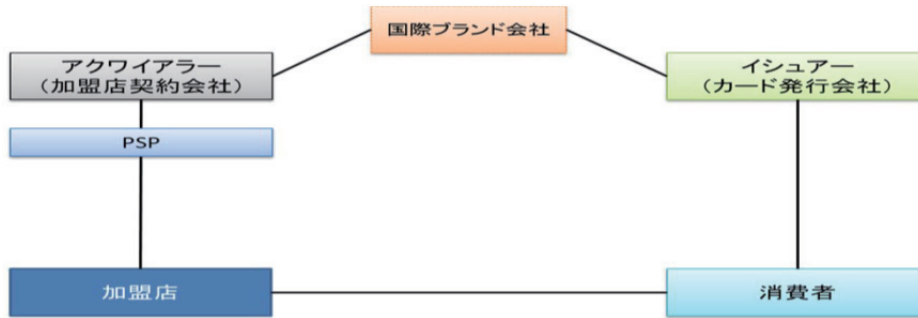 国際ブランド会社
アクワイアラー
（加盟店契約会社）
イシュアー
（カード発行会社）
PSP
加盟店
消費者